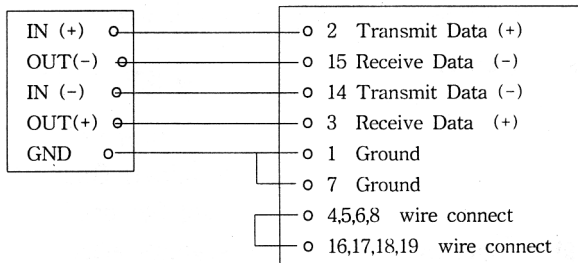 IN (+)
OUT(-)
IN (-)
OUT(+)
GND
2 Transmit Data (+)
15 Receive Data (-)
14 Transmit Data (-)
3 Receive Data (+)
1 Ground
7 Ground
4,5,6,8 wire connect
16,17,18,19 wire connect